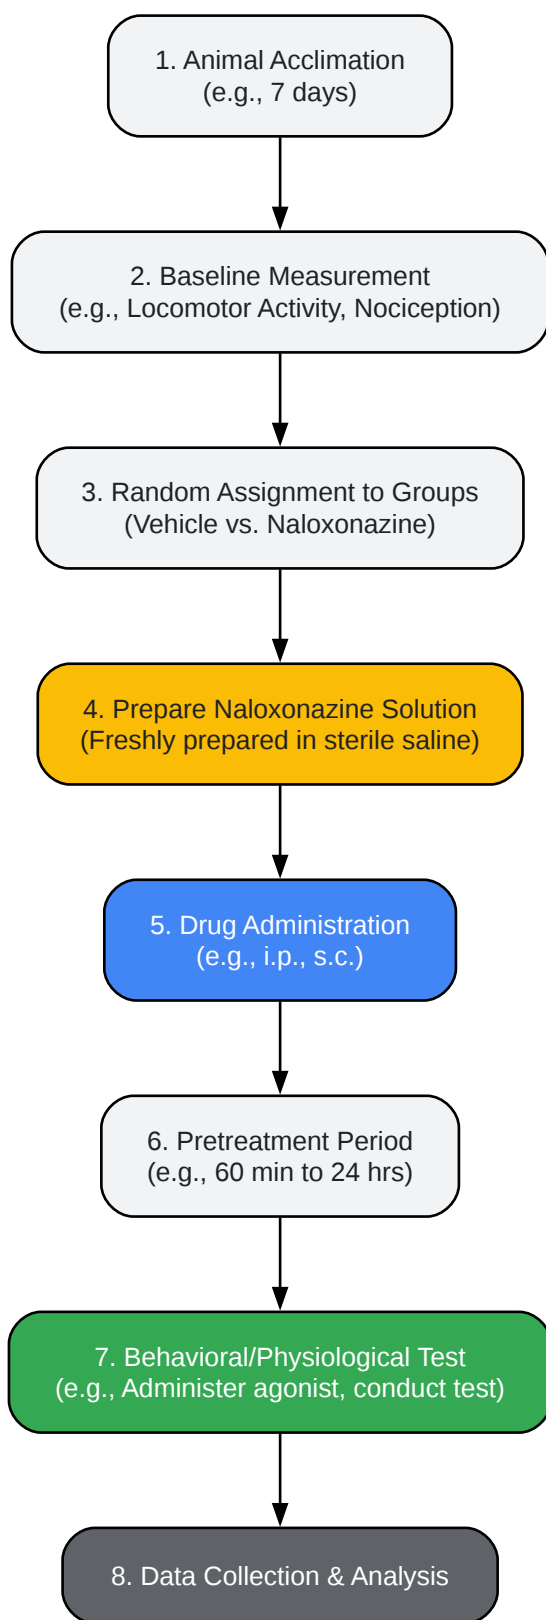 1. Animal Acclimation
(e.g., 7 days)
2. Baseline Measurement
(e.g., Locomotor Activity, Nociception)
3. Random Assignment to Groups
(Vehicle vs. Naloxonazine)
4. Prepare Naloxonazine Solution
(Freshly prepared in sterile saline)
5. Drug Administration
(e.g., i.p., s.c.)
6. Pretreatment Period
(e.g., 60 min to 24 hrs)
7. Behavioral/Physiological Test
(e.g., Administer agonist, conduct test)
8. Data Collection & Analysis